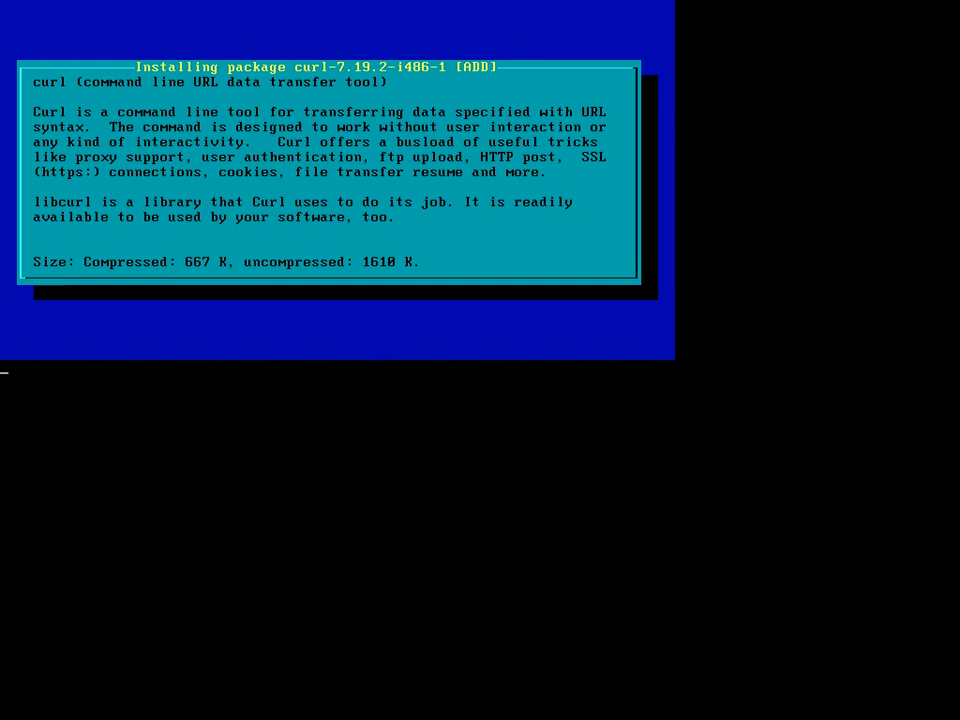 Installing package curl-7.19.2-i486-1 [ADD]
curl (command line URL data transfer tool)
Curl is a command line tool for transferring data specified with URL
syntax.  The command is designed to work without user interaction or
any kind of interactivity.   Curl offers a busload of useful tricks
like proxy support, user authentication, ftp upload, HTTP post,  SSL
(https:) connections, cookies, file transfer resume and more.
libcurl is a library that Curl uses to do its job. It is readily
available to be used by your software, too.
Size: Compressed: 667 K, uncompressed: 1610 K.